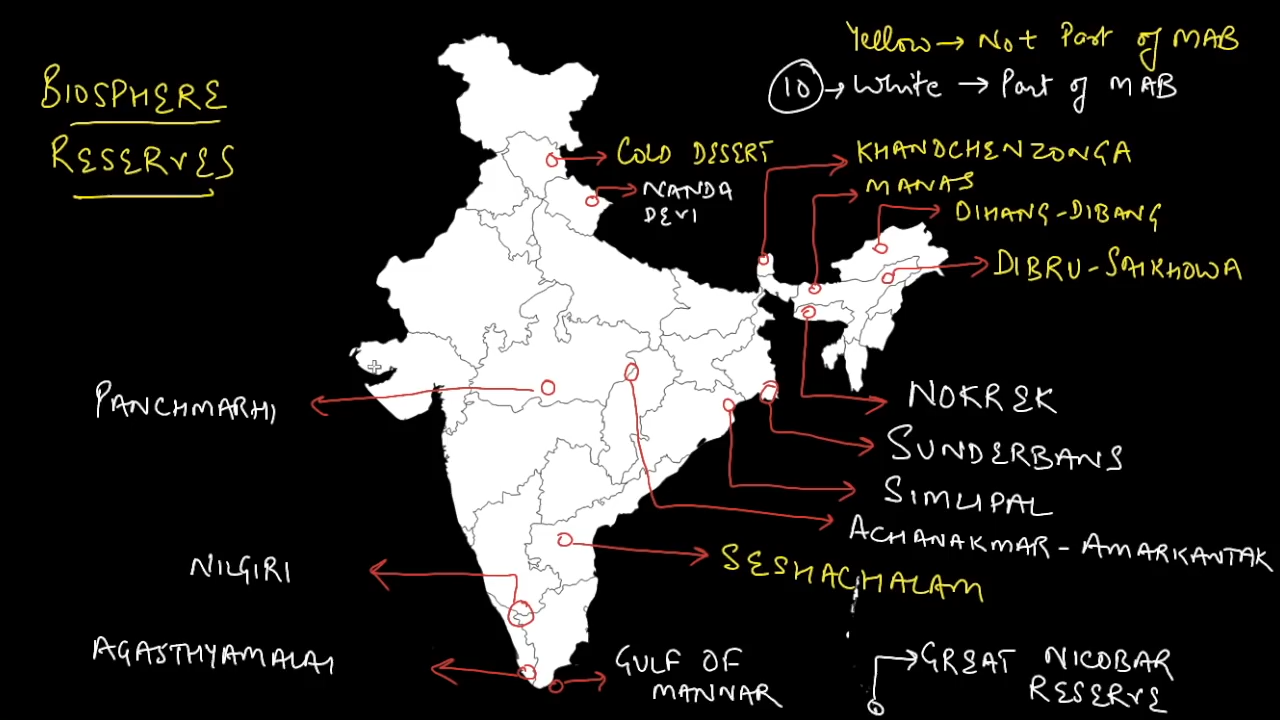 Yellow → Not Part of MAB
10 → White → Part of MAB
BIOSPHERE
RESERVES
COLD DESERT
NANDA
DEVI
KHANDCHENZONGA
MANAS
DIHANG-DIBANG
DIBRU-SAIKHOWA
PANCHMARHI
NOKREK
SUNDERBANS
SIMLIPAL
ACHANAKMAR-AMARKANTAK
SESHACHALAM
NILGIRI
AGASTHYAMALAI
GULF OF
MANNAR
GREAT NICOBAR
RESERVE